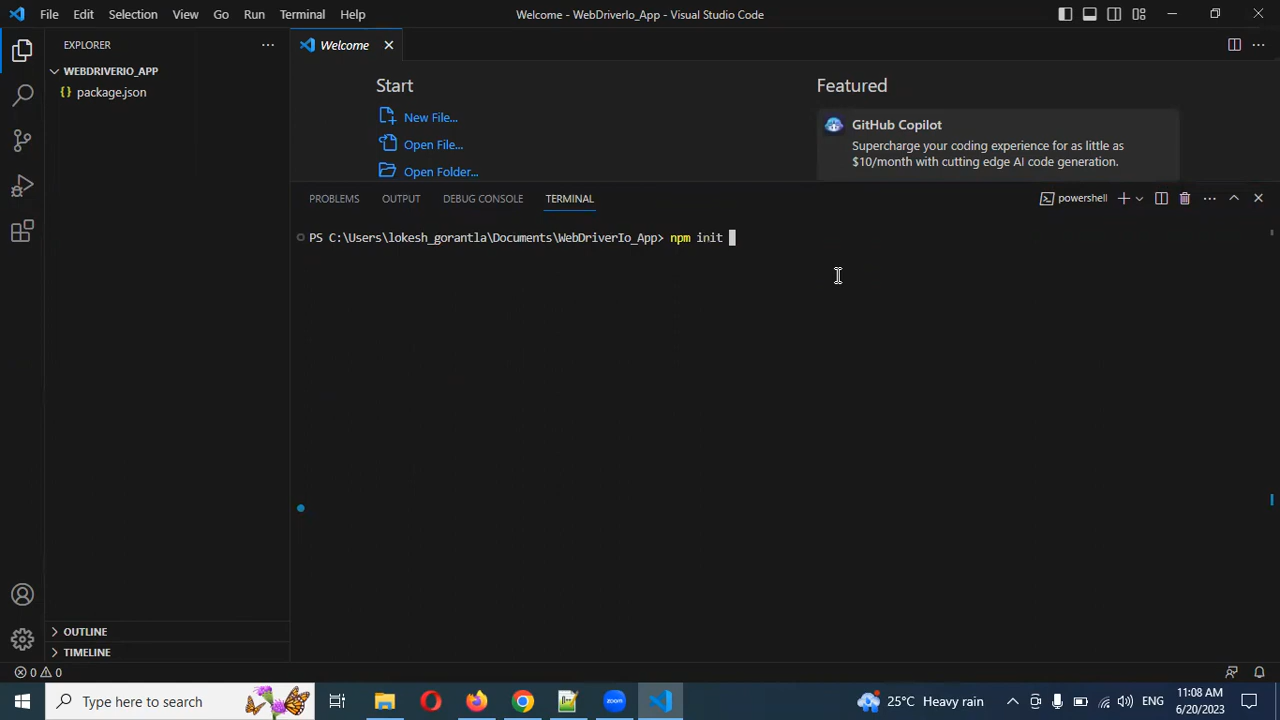 File Edit Selection View Go Run Terminal Help
Welcome - WebDriverIo_App - Visual Studio Code
EXPLORER
WEBDRIVERIO_APP
{} package.json
OUTLINE
TIMELINE
Welcome
Start
New File...
Open File...
Open Folder...
Featured
GitHub Copilot
Supercharge your coding experience for as little as
$10/month with cutting edge AI code generation.
PROBLEMS OUTPUT DEBUG CONSOLE TERMINAL
powershell
PS C:\Users\lokesh_gorantla\Documents\WebDriverIo_App> npm init
0 0
Type here to search
zoom
25°C Heavy rain
ENG
11:08 AM
6/20/2023